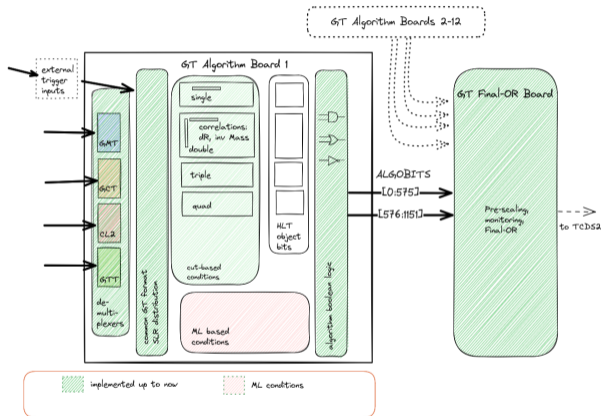 GT Algorithm Boards 2-12
external
trigger
inputs
GT Algorithm Board 1
single
correlations:
dR, inv Mass
double
triple
quad
cut-based
conditions
HLT
object
bits
GMT
GCT
CL2
GTT
de-
multi-
plexers
common GT format
SLR distribution
ML based
conditions
algorithm boolean logic
ALGOBITS
[0:575]
[576:1151]
GT Final-OR Board
Pre-scaling,
monitoring,
Final-OR
to TCDS2
implemented up to now
ML conditions